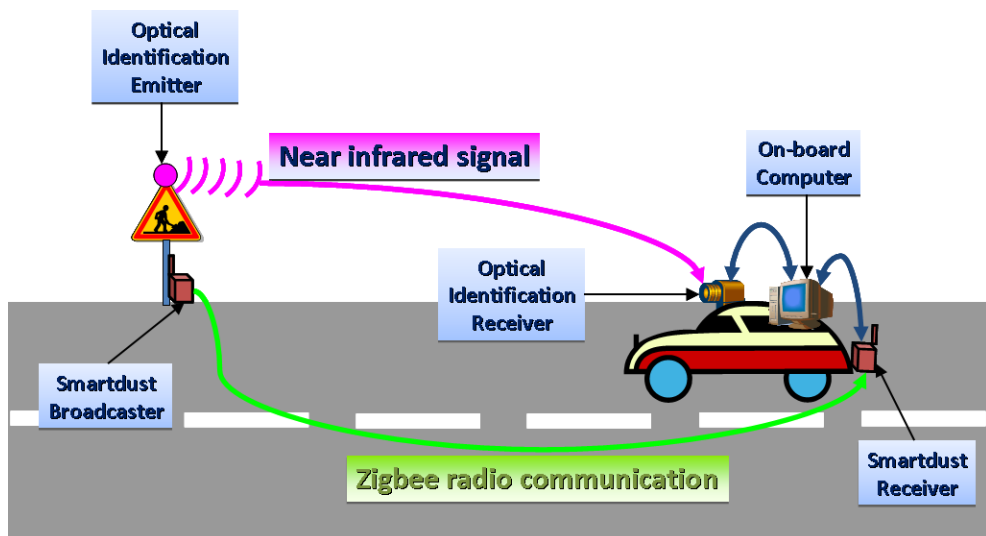 Optical
Identification
Emitter
Near infrared signal
On-board
Computer
Optical
Identification
Receiver
Smartdust
Broadcaster
Zigbee radio communication
Smartdust
Receiver